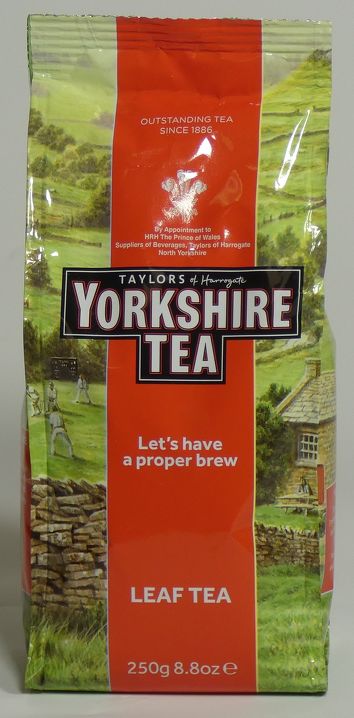 OUTSTANDING TEA
SINCE 1886
By Appointment to
HRH The Prince of Wales
Suppliers of Beverages, Taylors of Harrogate
North Yorkshire
TAYLORS of Harrogate
YORKSHIRE
TEA
Let's have
a proper brew
LEAF TEA
250g 8.8oz ℮